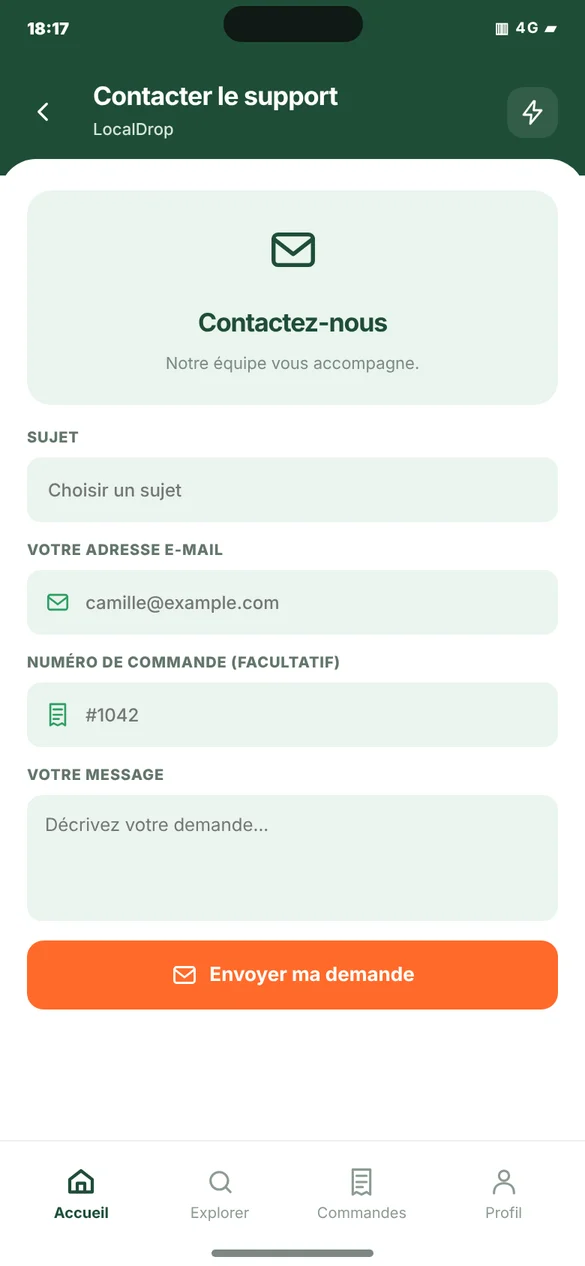 18:17
4G
Contacter le support
LocalDrop
Contactez-nous
Notre équipe vous accompagne.
SUJET
Choisir un sujet
VOTRE ADRESSE E-MAIL
camille@example.com
NUMÉRO DE COMMANDE (FACULTATIF)
#1042
VOTRE MESSAGE
Décrivez votre demande...
Envoyer ma demande
Accueil
Explorer
Commandes
Profil